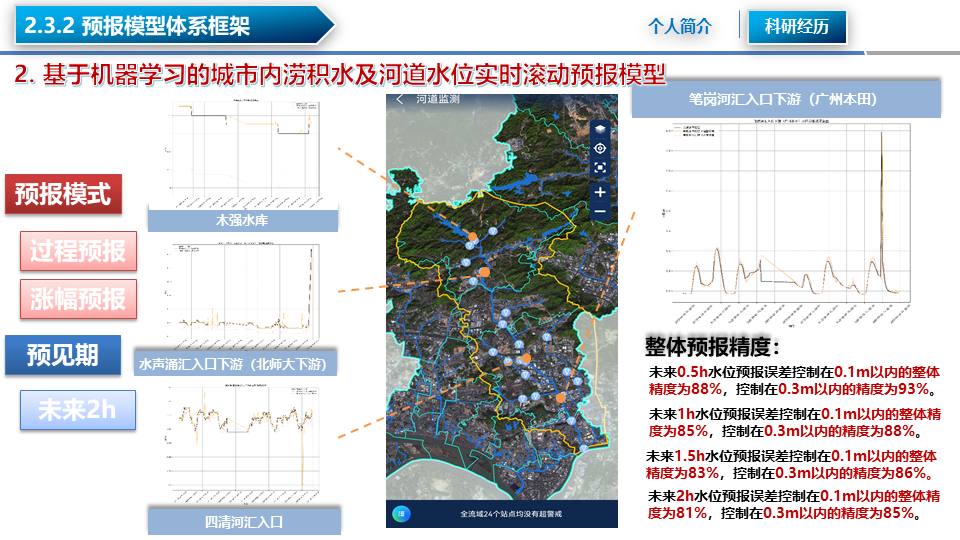 2.3.2 预报模型体系框架
个人简介
科研经历
2. 基于机器学习的城市内涝积水及河道水位实时滚动预报模型
预报模式
过程预报
涨幅预报
预见期
未来2h
木强水库
水声涌汇入口下游（北师大下游）
四清河汇入口
河道监测
全流域24个站点均没有超警戒
笔岗河汇入口下游（广州本田）
整体预报精度：
未来0.5h水位预报误差控制在0.1m以内的整体
精度为88%，控制在0.3m以内的精度为93%。
未来1h水位预报误差控制在0.1m以内的整体精
度为85%，控制在0.3m以内的精度为88%。
未来1.5h水位预报误差控制在0.1m以内的整体
精度为83%，控制在0.3m以内的精度为86%。
未来2h水位预报误差控制在0.1m以内的整体精
度为81%，控制在0.3m以内的精度为85%。